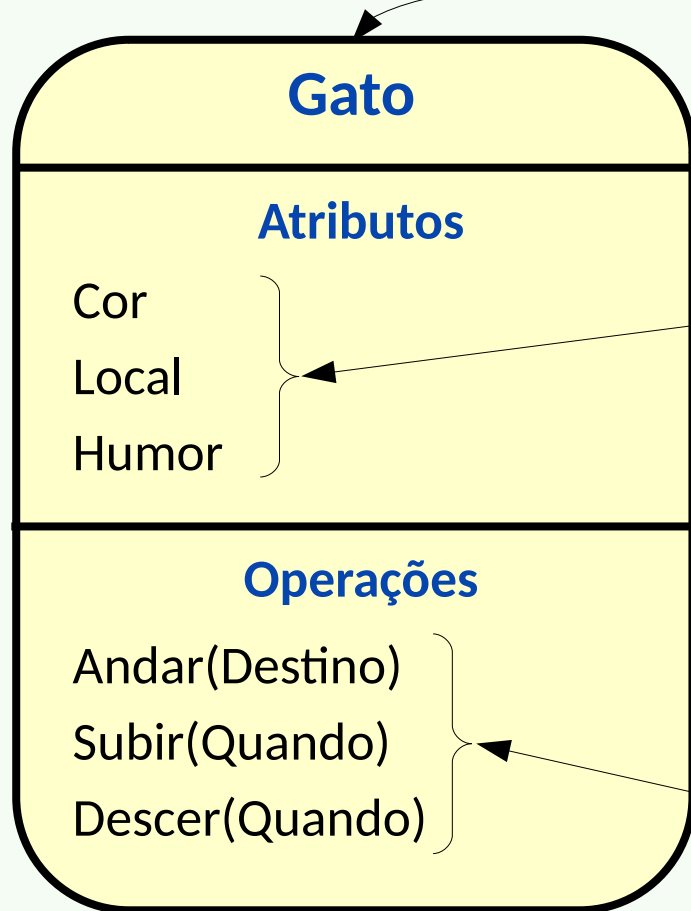 Gato
Atributos
Cor
Local
Humor
Operações
Andar(Destino)
Subir(Quando)
Descer(Quando)